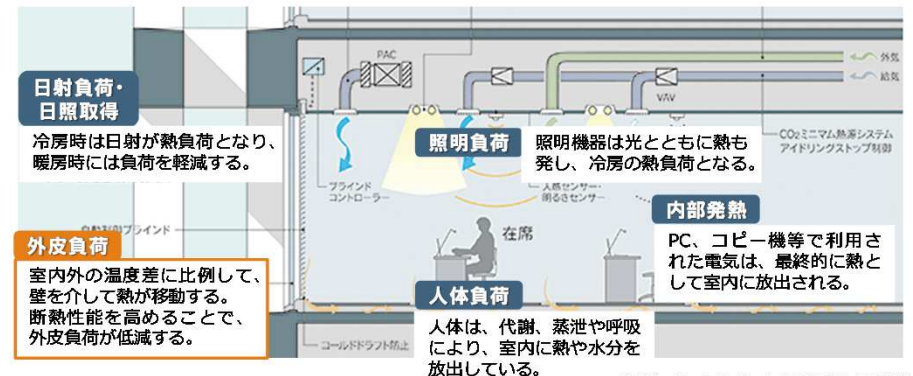 PAC
外気
給気
VAV
日射負荷・
日照取得
冷房時は日射が熱負荷となり、
暖房時には負荷を軽減する。
照明負荷
照明機器は光とともに熱も
発し、冷房の熱負荷となる。
CO2ミニマム熱源システム
アイドリングストップ制御
ブラインド
コントローラー
人感センサー・
明るさセンサー
内部発熱
PC、コピー機等で利用さ
れた電気は、最終的に熱と
して室内に放出される。
自動制御ブラインド
在席
外皮負荷
室内外の温度差に比例して、
壁を介して熱が移動する。
断熱性能を高めることで、
外皮負荷が低減する。
人体負荷
人体は、代謝、蒸泄や呼吸
により、室内に熱や水分を
放出している。
コールドドラフト防止